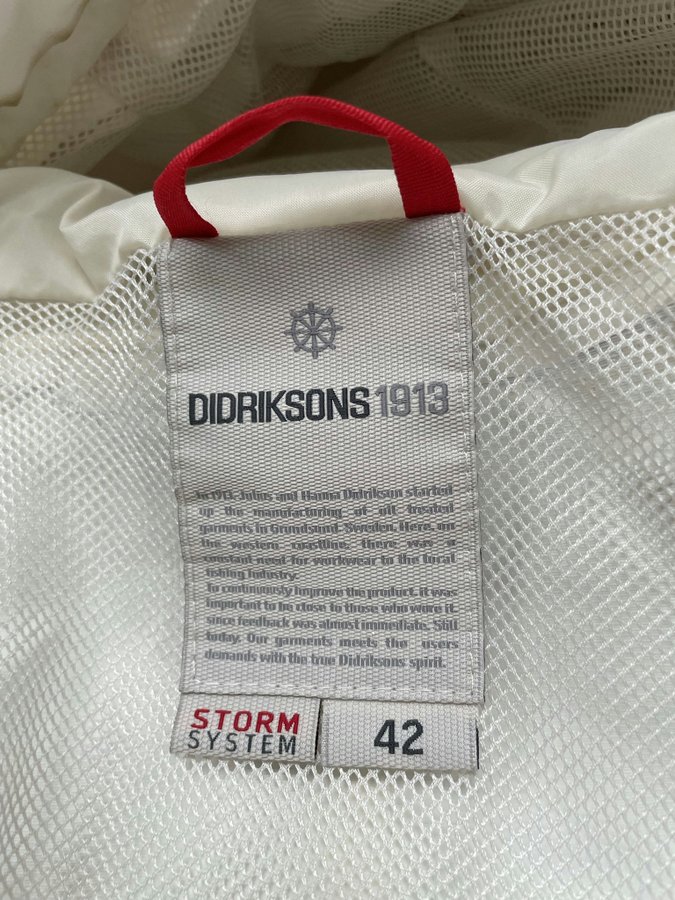 DIDRIKSONS 1913
In 1913, Julius and Hanna Didrikson started
up the manufacturing of oil treated
garments in Grundsund, Sweden. Here, on
the western coastline, there was a
constant need for workwear to the local
fishing industry.
To continuously improve the product, it was
important to be close to those who wore it,
since feedback was almost immediate. Still
today. Our garments meets the users
demands with the true Didriksons spirit.
STORM
SYSTEM
42